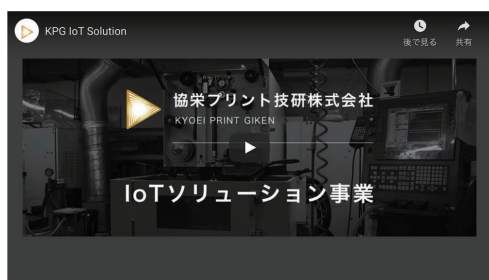 KPG IoT Solution
後で見る
共有
協栄プリント技研株式会社
KYOEI PRINT GIKEN
IoTソリューション事業